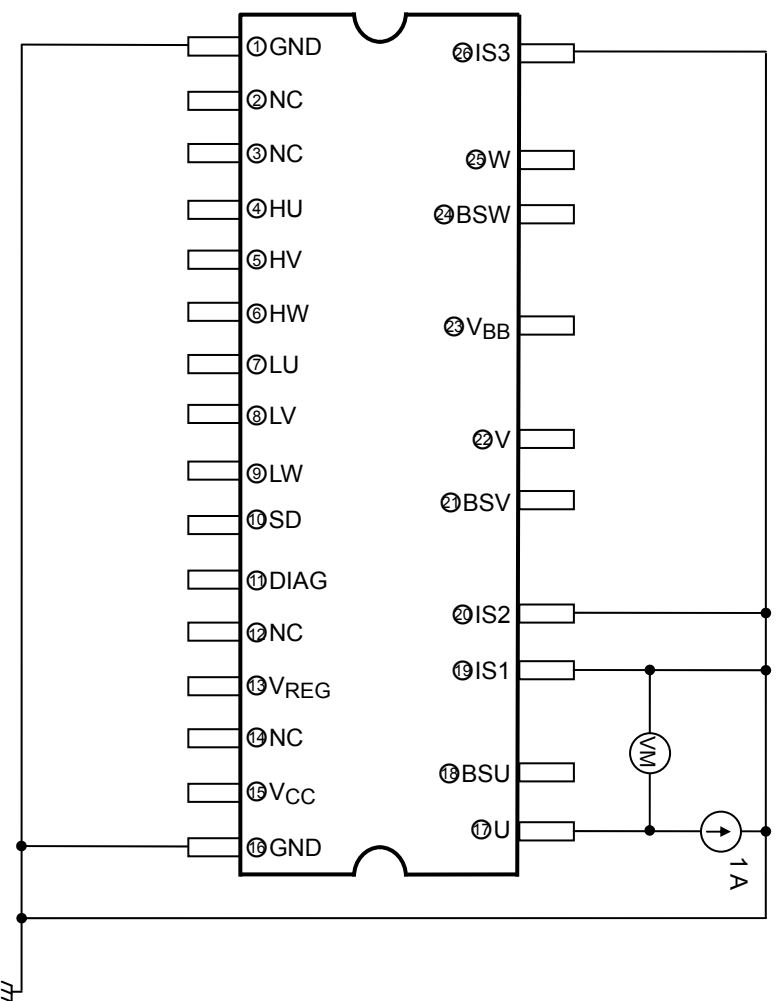 ①GND
②NC
③NC
④HU
⑤HV
⑥HW
⑦LU
⑧LV
⑨LW
⑩SD
⑪DIAG
⑫NC
⑬VREG
⑭NC
⑮VCC
⑯GND
㉖IS3
㉕W
㉔BSW
㉓VBB
㉒V
㉑BSV
⑳IS2
⑲IS1
⑱BSU
⑰U
VM
1 A